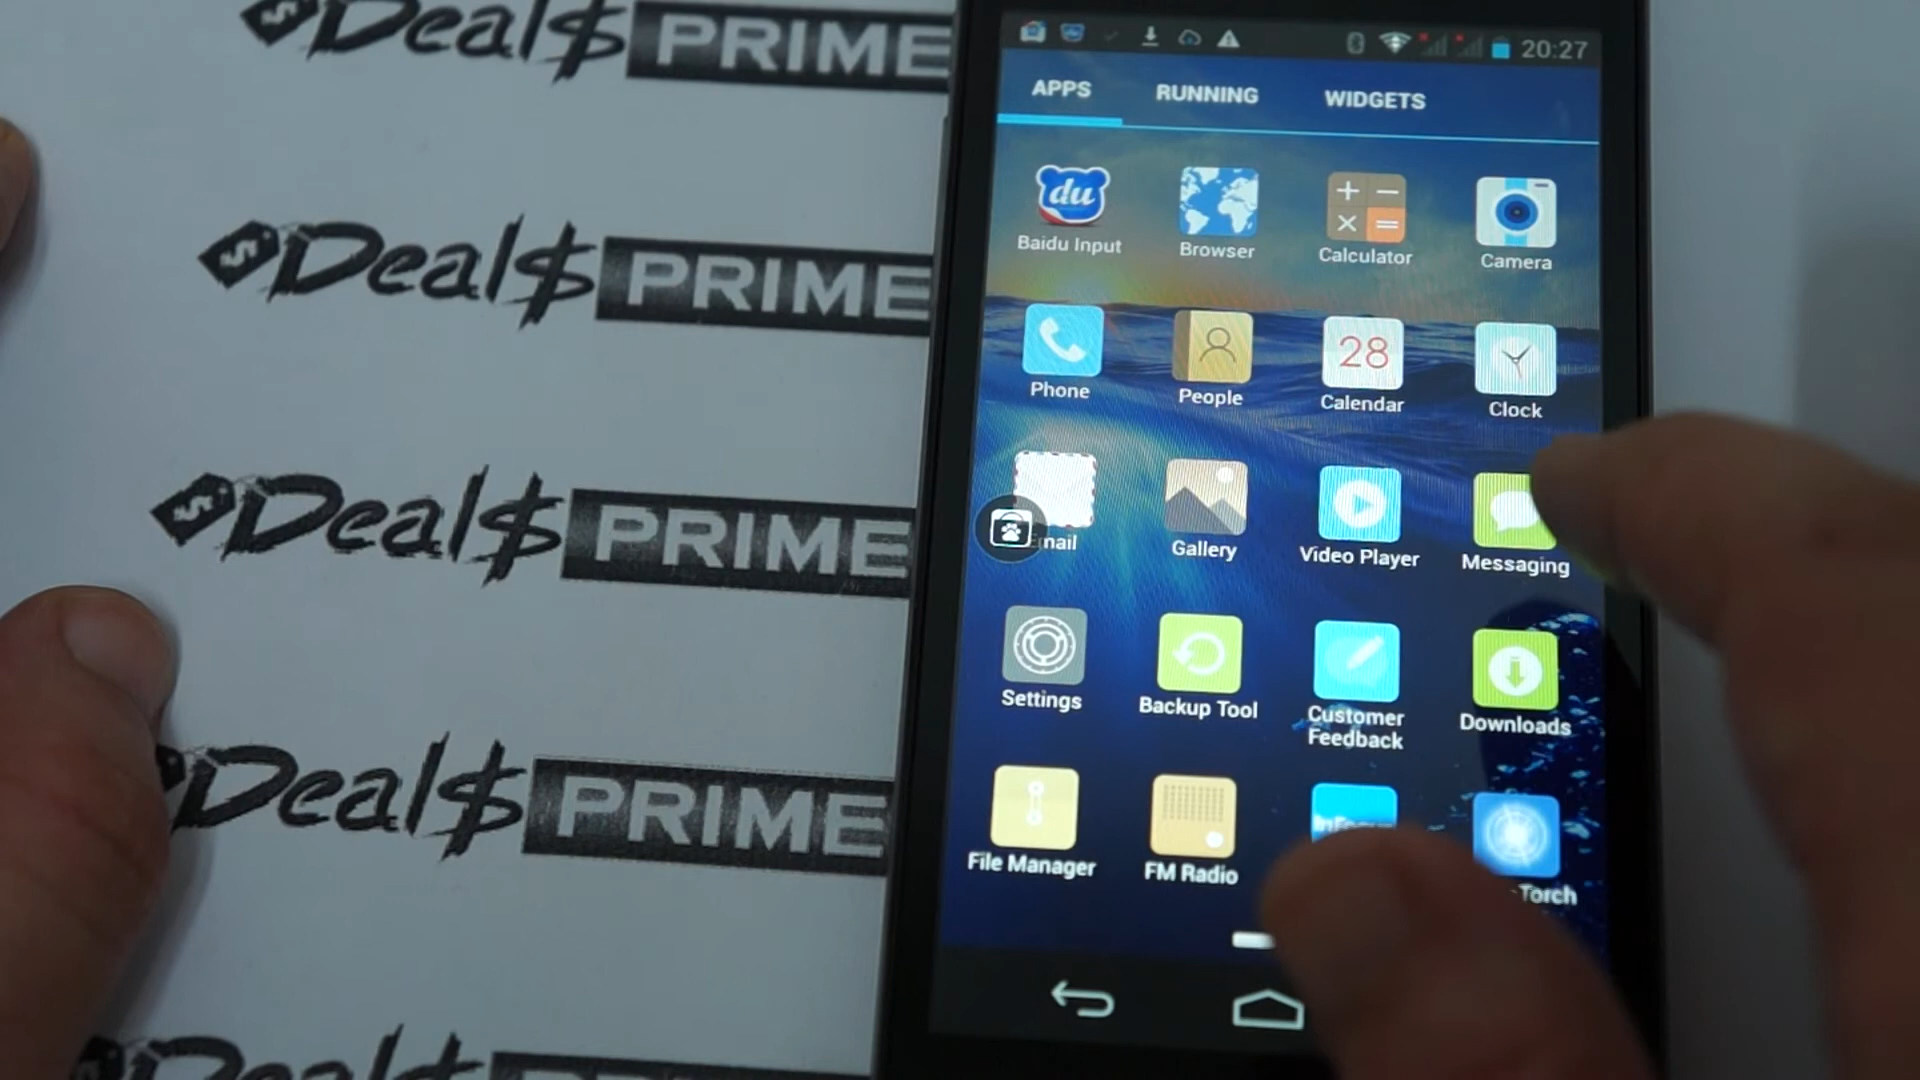 Deal$ PRIME
Deal$ PRIME
Deal$ PRIME
Deal$ PRIME
20:27
APPS RUNNING WIDGETS
du
Baidu Input Browser Calculator Camera
28
Phone People Calendar Clock
mail Gallery Video Player Messaging
Settings Backup Tool Customer Feedback Downloads
File Manager FM Radio Torch